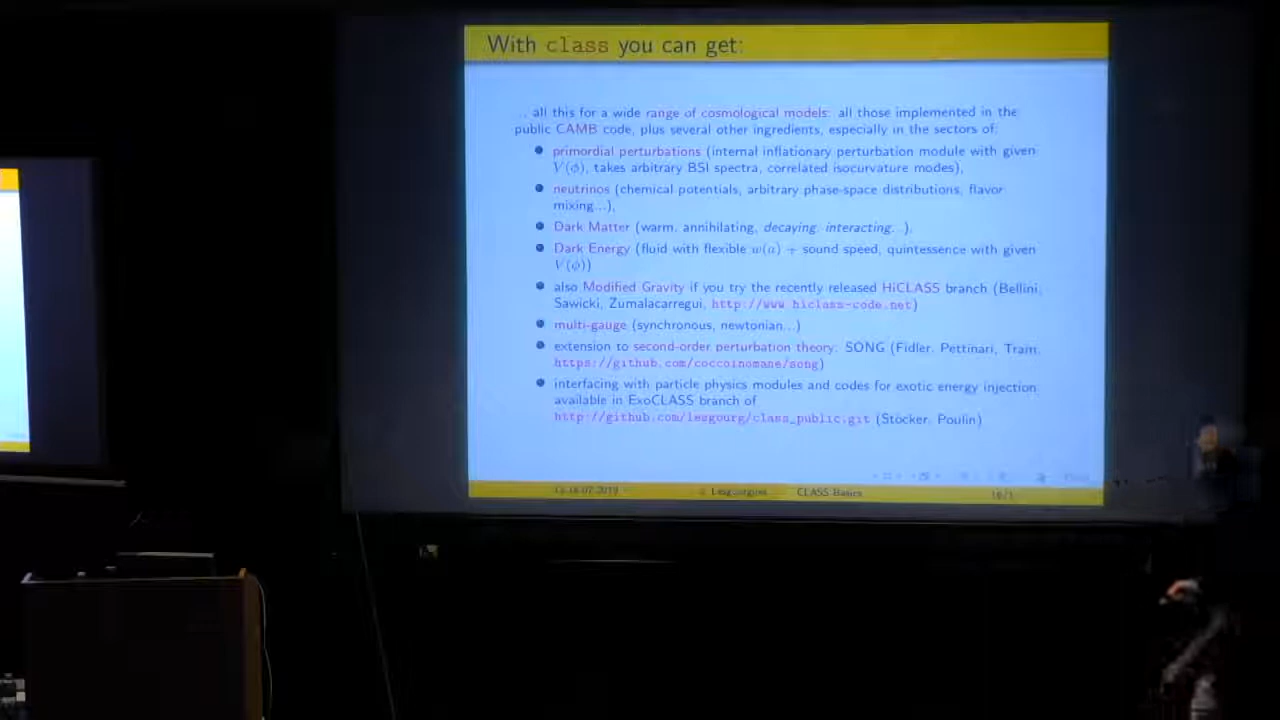 With class you can get:
... all this for a wide range of cosmological models: all those implemented in the
public CAMB code, plus several other ingredients, especially in the sectors of:
primordial perturbations (internal inflationary perturbation module with given
V(ϕ), takes arbitrary BSI spectra, correlated isocurvature modes),
neutrinos (chemical potentials, arbitrary phase-space distributions, flavor
mixing...),
Dark Matter (warm, annihilating, decaying, interacting...),
Dark Energy (fluid with flexible w(a) + sound speed, quintessence with given
V(ϕ))
also Modified Gravity if you try the recently released HiCLASS branch (Bellini,
Sawicki, Zumalacarregui, http://www.hiclass-code.net)
multi-gauge (synchronous, newtonian...)
extension to second-order perturbation theory: SONG (Fidler, Pettinari, Tram,
https://github.com/coccoinomane/song)
interfacing with particle physics modules and codes for exotic energy injection
available in ExoCLASS branch of
http://github.com/lesgourg/class_public.git (Stöcker, Poulin)
Lesgourgues CLASS Basics